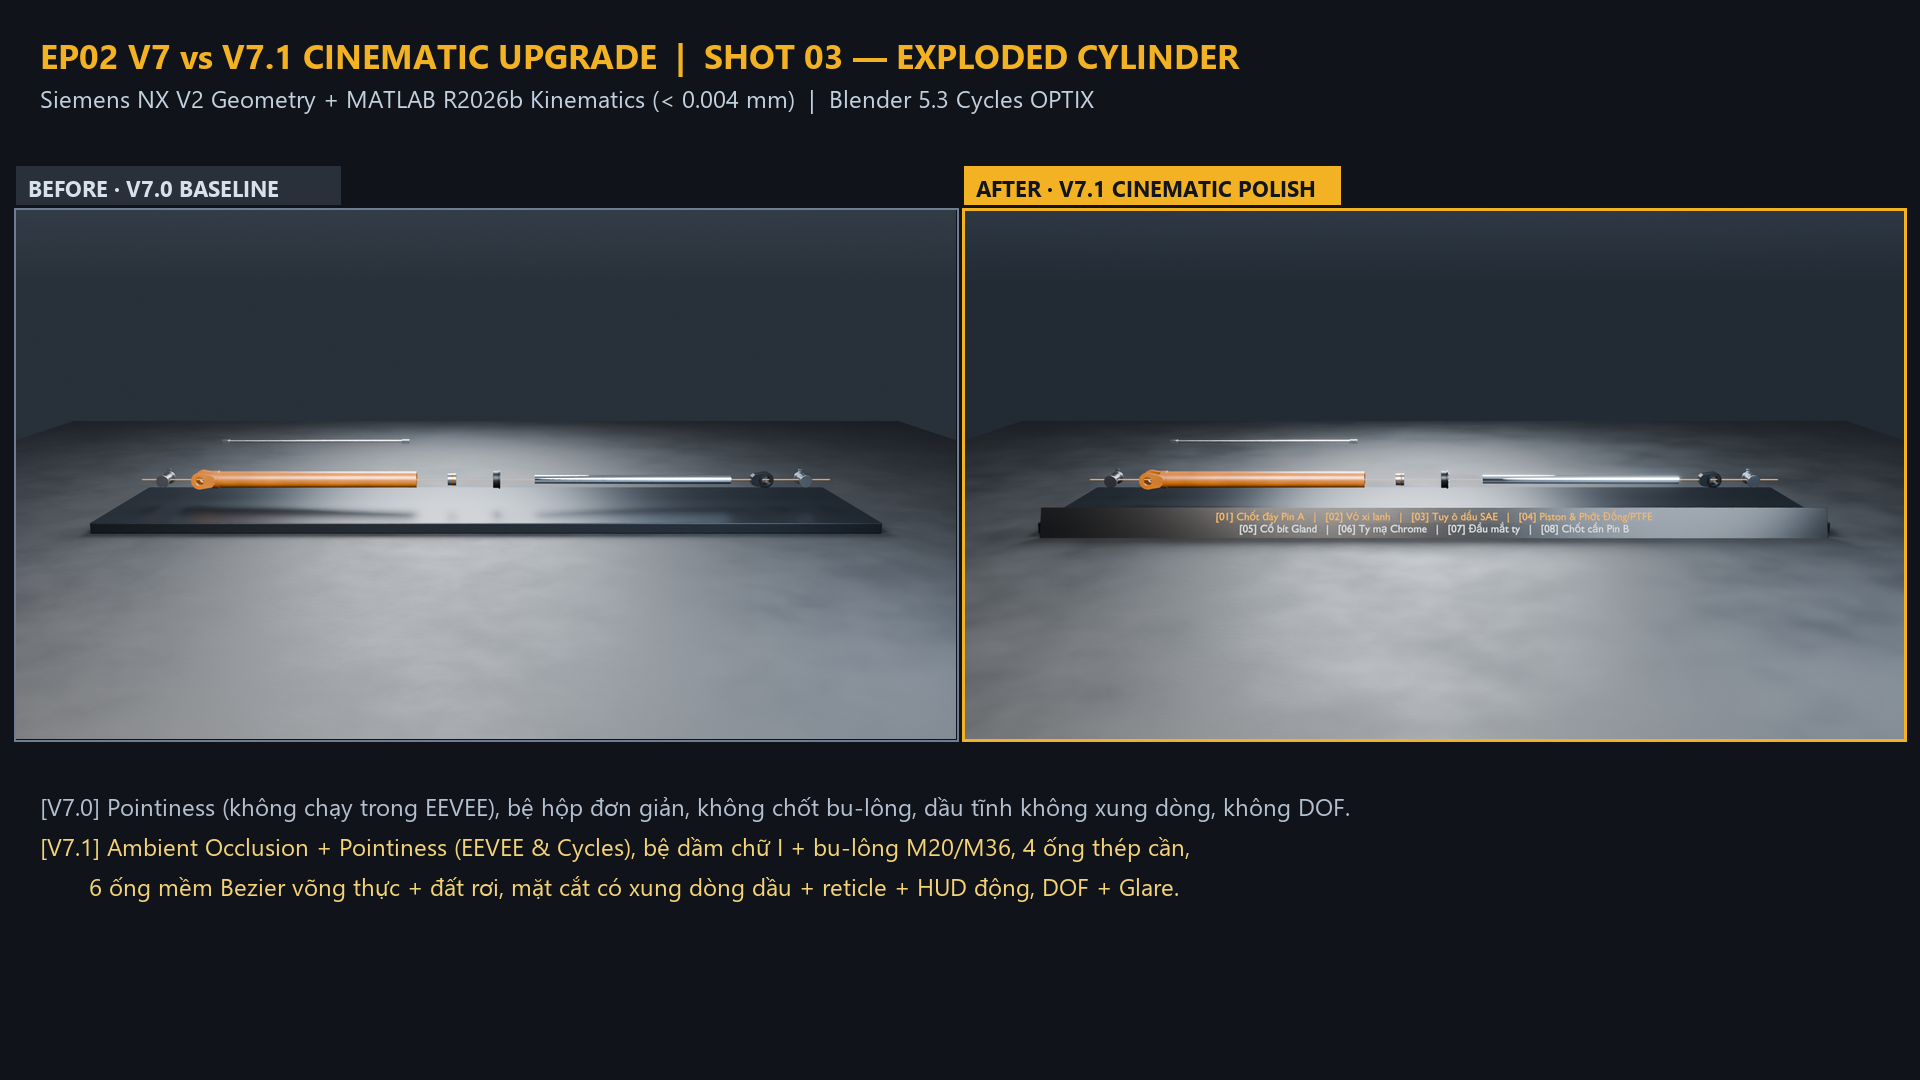 EP02 V7 vs V7.1 CINEMATIC UPGRADE | SHOT 03 — EXPLODED CYLINDER
Siemens NX V2 Geometry + MATLAB R2026b Kinematics (< 0.004 mm) | Blender 5.3 Cycles OPTIX
BEFORE · V7.0 BASELINE
AFTER · V7.1 CINEMATIC POLISH
[01] Chốt đáy Pin A | [02] Vỏ xi lanh | [03] Tuy ô dầu SAE | [04] Piston & Phớt Đồng/PTFE
[05] Cổ bít Gland | [06] Ty mạ Chrome | [07] Đầu mắt ty | [08] Chốt cần Pin B
[V7.0] Pointiness (không chạy trong EEVEE), bệ hộp đơn giản, không chốt bu-lông, dầu tĩnh không xung dòng, không DOF.
[V7.1] Ambient Occlusion + Pointiness (EEVEE & Cycles), bệ dầm chữ I + bu-lông M20/M36, 4 ống thép cần,
6 ống mềm Bezier võng thực + đất rơi, mặt cắt có xung dòng dầu + reticle + HUD động, DOF + Glare.